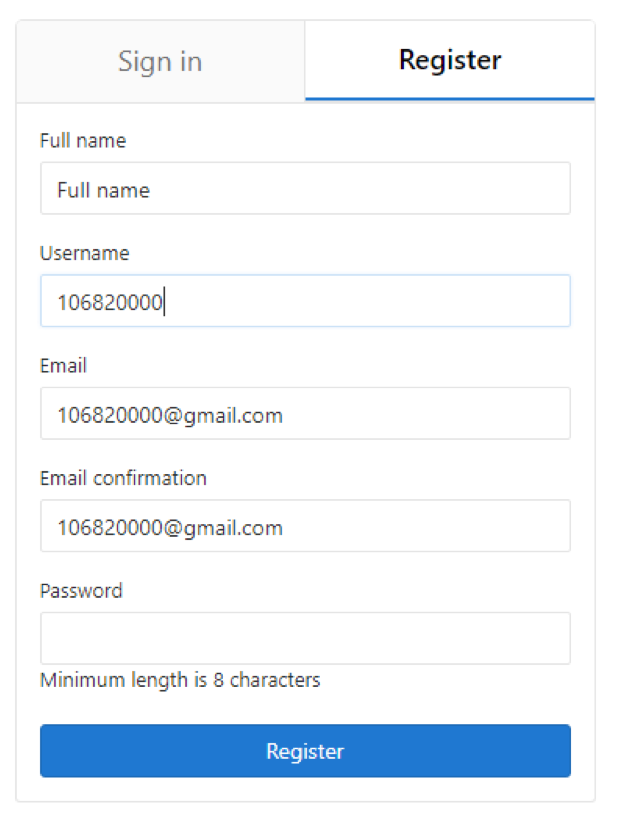 Sign in
Register
Full name
Full name
Username
106820000
Email
106820000@gmail.com
Email confirmation
106820000@gmail.com
Password
Minimum length is 8 characters
Register